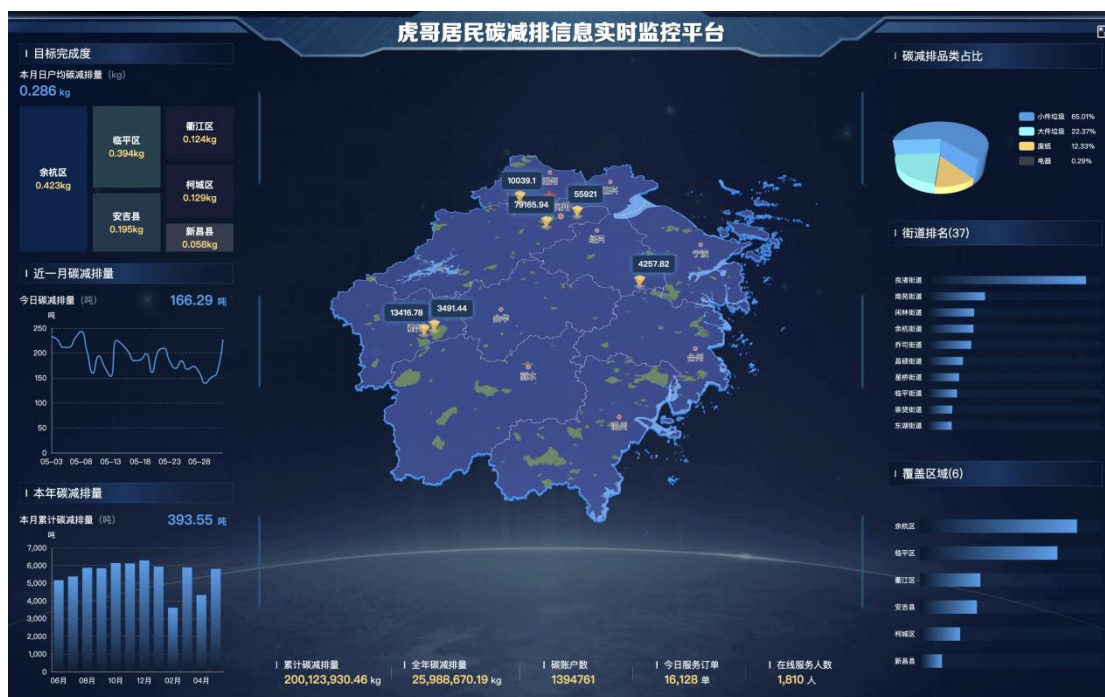 虎哥居民碳减排信息实时监控平台
目标完成度
本月日户均碳减排量 (kg)
0.286 kg
余杭区
0.423kg
临平区
0.394kg
安吉县
0.195kg
衢江区
0.124kg
柯城区
0.129kg
新昌县
0.058kg
近一月碳减排量
今日碳减排量 (吨) 166.29 吨
吨
250
200
150
100
50
0
05-03 05-08 05-13 05-18 05-23 05-28
本年碳减排量
本月累计碳减排量 (吨) 393.55 吨
吨
7,000
6,000
5,000
4,000
3,000
2,000
1,000
0
06月 08月 10月 12月 02月 04月
10039.1
79165.94
55921
4257.82
13416.78
3491.44
宁波
金华
丽水
台州
温州
累计碳减排量
200,123,930.46 kg
全年碳减排量
25,988,670.19 kg
碳账户数
1394761
今日服务订单
16,128 单
在线服务人数
1,810 人
碳减排品类占比
小件垃圾 65.01%
大件垃圾 22.37%
废纸 12.33%
电器 0.29%
街道排名(37)
良渚街道
南苑街道
闲林街道
余杭街道
乔司街道
昌硕街道
星桥街道
临平街道
崇贤街道
东湖街道
覆盖区域(6)
余杭区
临平区
衢江区
安吉县
柯城区
新昌县